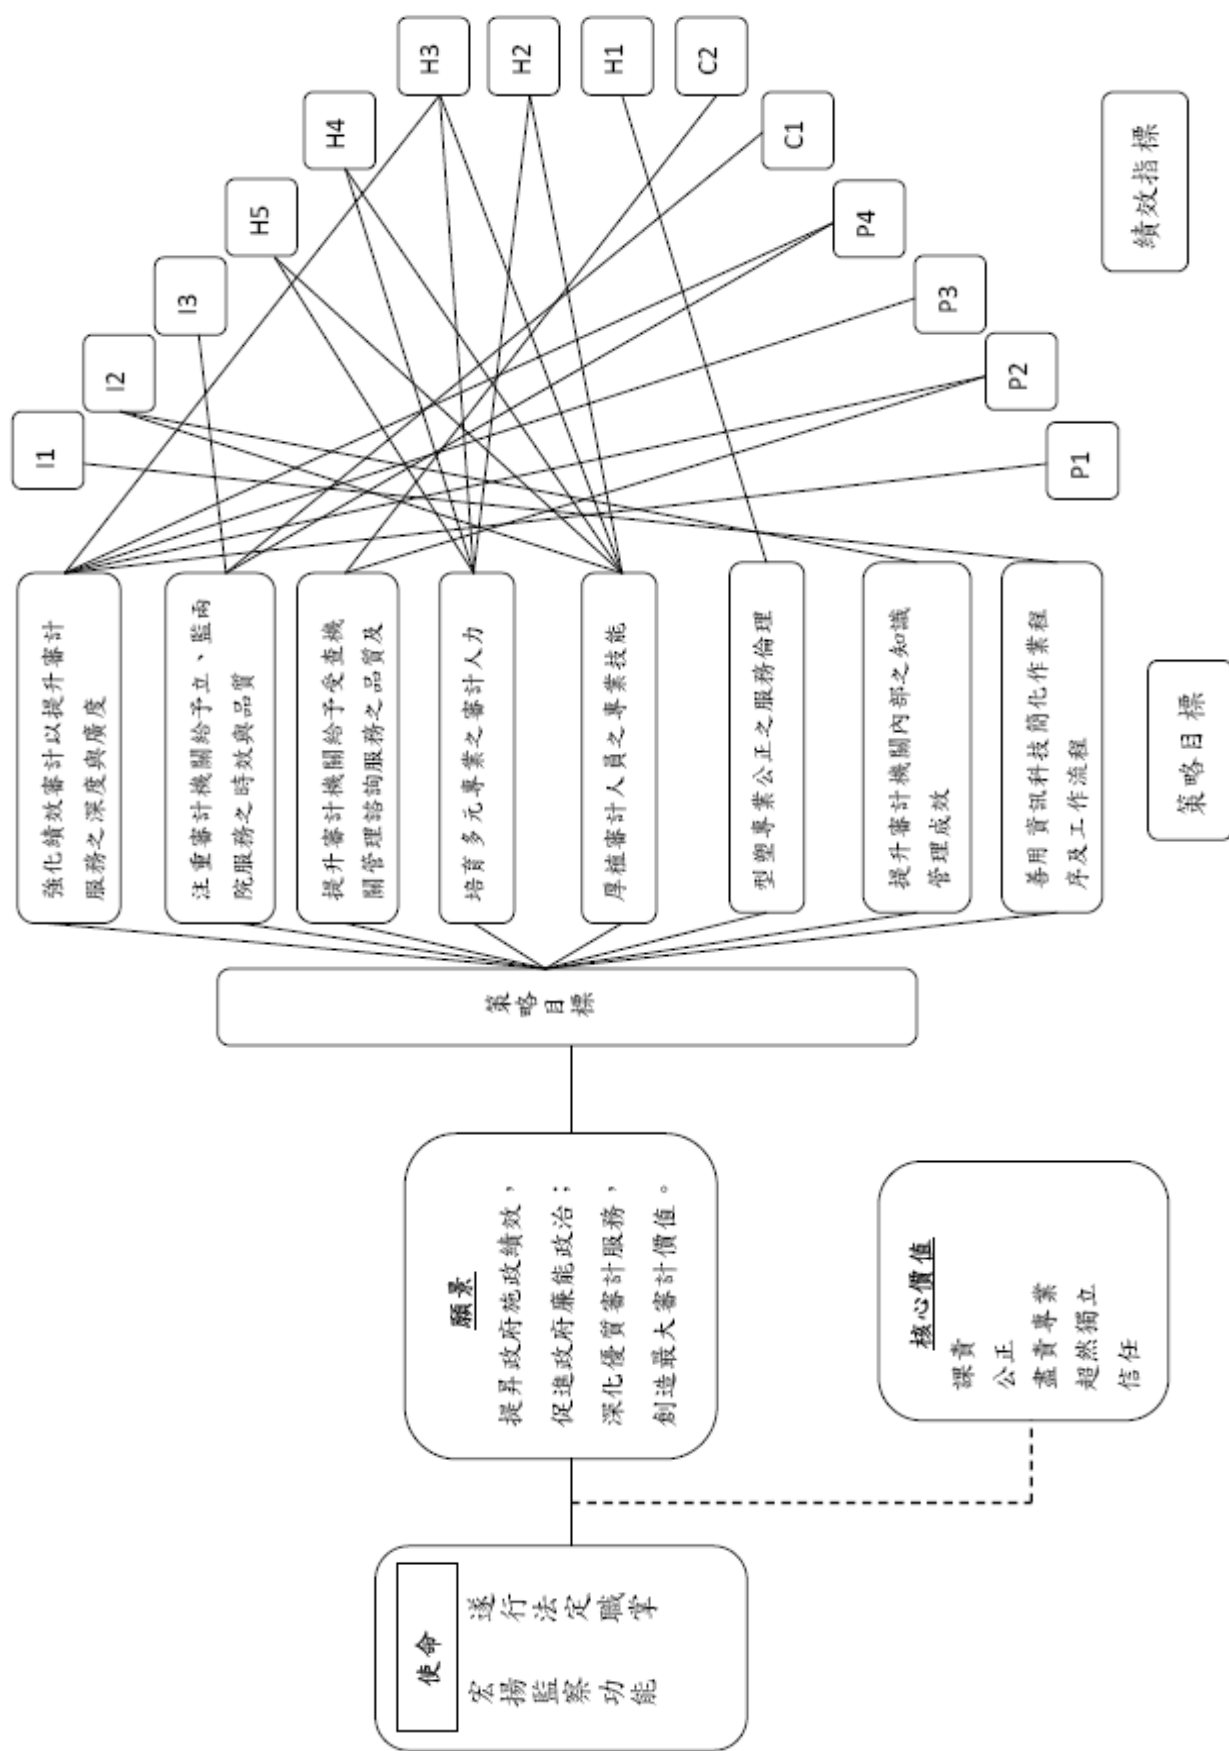 使命
遂行法定職掌
宏揚監察功能
願景
提昇政府施政績效，
促進政府廉能政治；
深化優質審計服務，
創造最大審計價值。
核心價值
課責
公正
盡責專業
超然獨立
信任
策略目標
強化績效審計以提升審計
服務之深度與廣度
注重審計機關給予立、監兩
院服務之時效與品質
提升審計機關給予受查機
關管理諮詢服務之品質及
培育多元專業之審計人力
厚植審計人員之專業技能
型塑專業公正之服務倫理
提升審計機關內部之知識
管理成效
善用資訊科技簡化作業程
序及工作流程
策略目標
I1
I2
I3
H5
H4
H3
H2
H1
C2
C1
P4
P3
P2
P1
績效指標